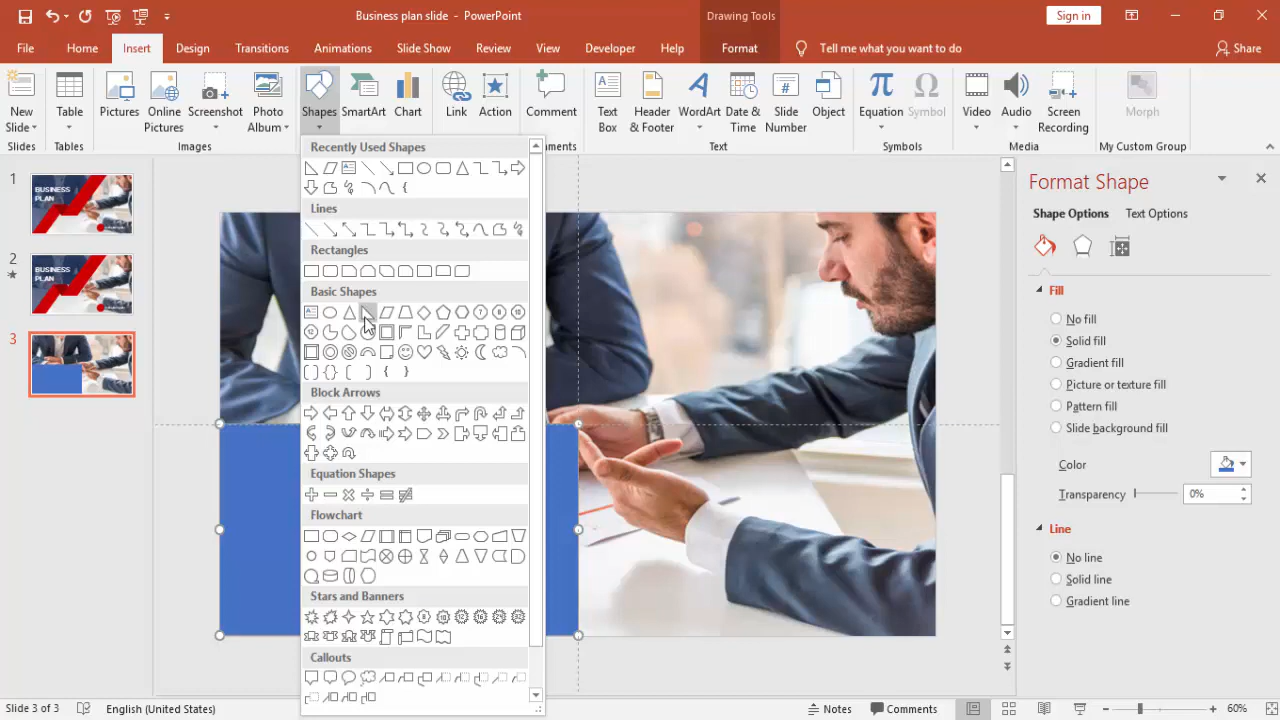 Business plan slide - PowerPoint
Drawing Tools
Sign in
File Home Insert Design Transitions Animations Slide Show Review View Developer Help Format Tell me what you want to do Share
New Slide
Table
Pictures
Online Pictures
Screenshot
Photo Album
Shapes
SmartArt
Chart
Link
Action
Comment
Text Box
Header & Footer
WordArt
Date & Time
Slide Number
Object
Equation
Symbol
Video
Audio
Screen Recording
Morph
Slides Tables Images mments Text Symbols Media My Custom Group
Recently Used Shapes
Lines
Rectangles
Basic Shapes
Block Arrows
Equation Shapes
Flowchart
Stars and Banners
Callouts
1
BUSINESS
PLAN
2
BUSINESS
PLAN
3
Format Shape
Shape Options Text Options
Fill
No fill
Solid fill
Gradient fill
Picture or texture fill
Pattern fill
Slide background fill
Color
Transparency 0%
Line
No line
Solid line
Gradient line
Slide 3 of 3 English (United States) Notes Comments 60%